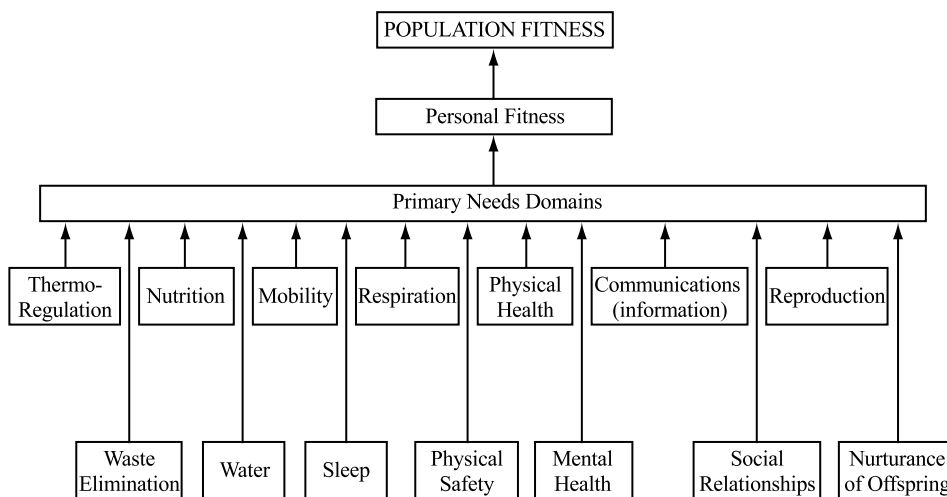 POPULATION FITNESS
Personal Fitness
Primary Needs Domains
Thermo-
Regulation
Nutrition
Mobility
Respiration
Physical
Health
Communications
(information)
Reproduction
Waste
Elimination
Water
Sleep
Physical
Safety
Mental
Health
Social
Relationships
Nurturance
of Offspring